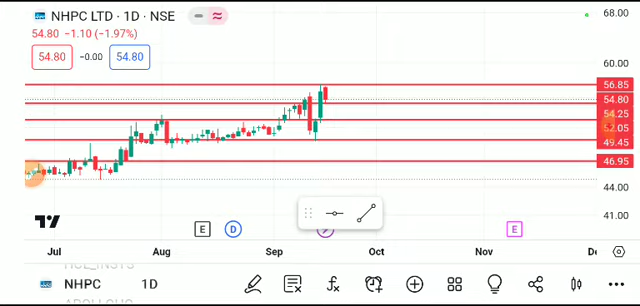 NHPC LTD · 1D · NSE
54.80 −1.10 (−1.97%)
54.80 −0.00 54.80
68.00
60.00
56.85
54.80
54.25
52.05
49.45
46.95
44.00
41.00
E D E
Jul Aug Sep Oct Nov De
HCL_INSYS
NHPC 1D
APOLLOHO